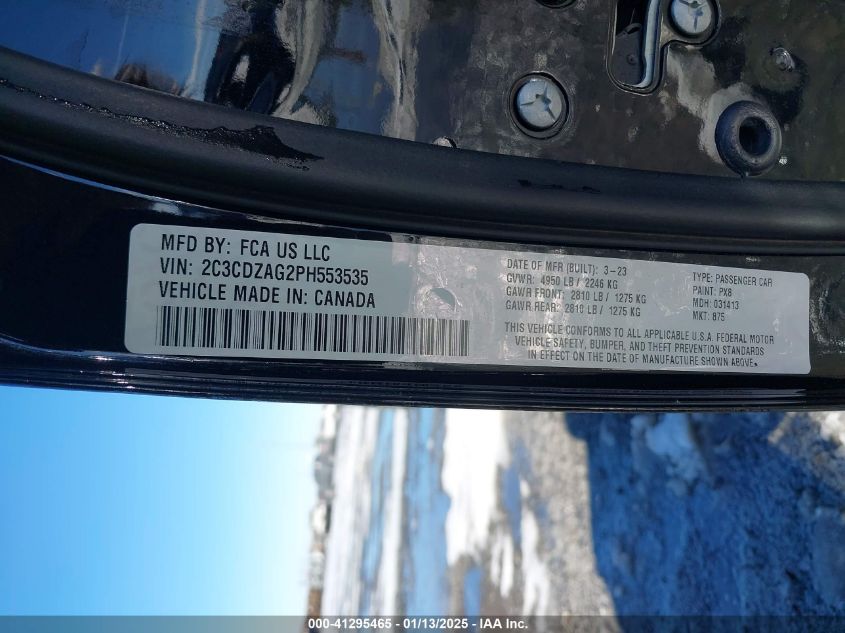 MFD BY: FCA US LLC
VIN: 2C3CDZAG2PH553535
VEHICLE MADE IN: CANADA
DATE OF MFR (BUILT): 3-23
GVWR: 4950 LB / 2246 KG
GAWR FRONT: 2810 LB / 1275 KG
GAWR REAR: 2810 LB / 1275 KG
TYPE: PASSENGER CAR
PAINT: PX8
MDH: 031413
MKT: 875
THIS VEHICLE CONFORMS TO ALL APPLICABLE U.S.A. FEDERAL MOTOR
VEHICLE SAFETY, BUMPER, AND THEFT PREVENTION STANDARDS
IN EFFECT ON THE DATE OF MANUFACTURE SHOWN ABOVE.
000-41295465 - 01/13/2025 - IAA Inc.